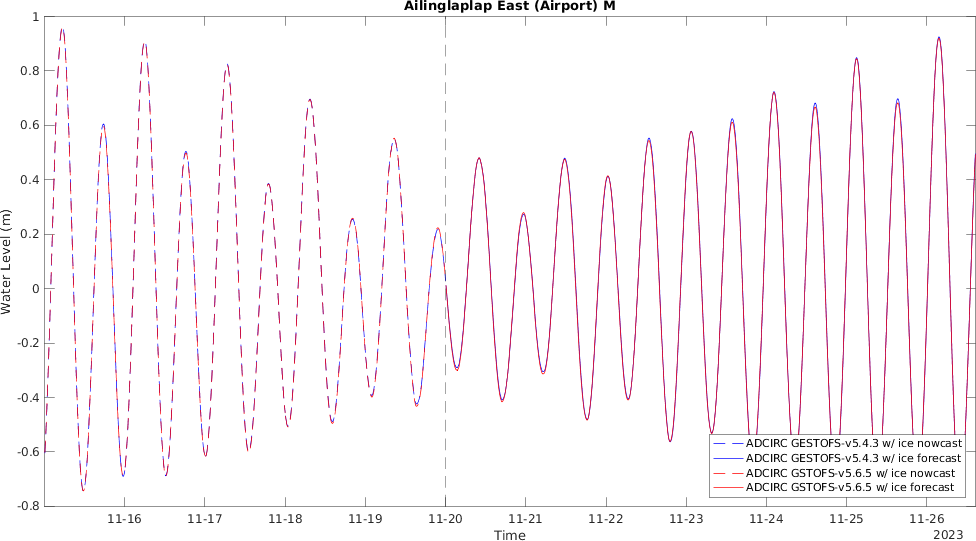 Ailinglaplap East (Airport) M
Water Level (m)
1
0.8
0.6
0.4
0.2
0
-0.2
-0.4
-0.6
-0.8
ADCIRC GESTOFS-v5.4.3 w/ ice nowcast
ADCIRC GESTOFS-v5.4.3 w/ ice forecast
ADCIRC GSTOFS-v5.6.5 w/ ice nowcast
ADCIRC GSTOFS-v5.6.5 w/ ice forecast
11-16 11-17 11-18 11-19 11-20 11-21 11-22 11-23 11-24 11-25 11-26
Time
2023